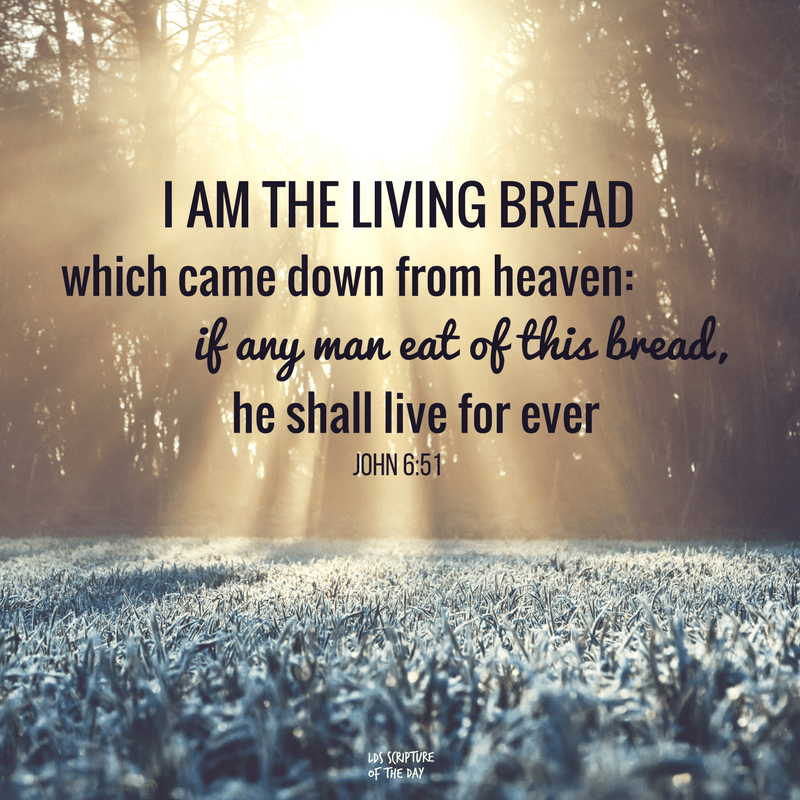 I AM THE LIVING BREAD
which came down from heaven:
if any man eat of this bread,
he shall live for ever
JOHN 6:51
LDS SCRIPTURE
OF THE DAY